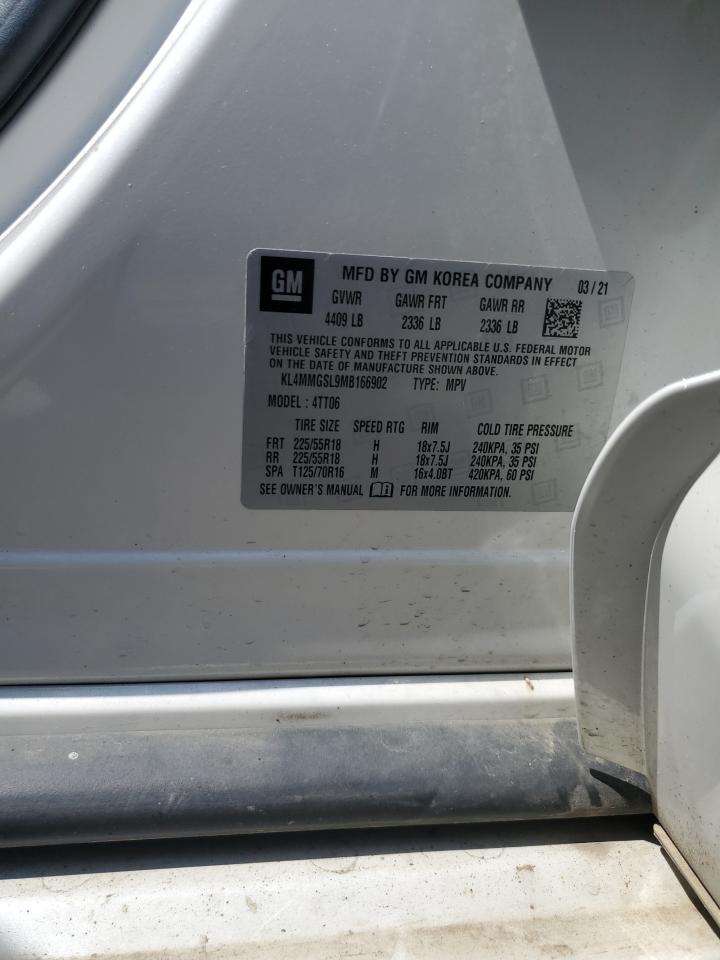 GM MFD BY GM KOREA COMPANY 03/21
GVWR GAWR FRT GAWR RR
4409 LB 2336 LB 2336 LB
THIS VEHICLE CONFORMS TO ALL APPLICABLE U.S. FEDERAL MOTOR
VEHICLE SAFETY AND THEFT PREVENTION STANDARDS IN EFFECT
ON THE DATE OF MANUFACTURE SHOWN ABOVE.
KL4MMGSL9MB166902 TYPE: MPV
MODEL : 4TT06
TIRE SIZE SPEED RTG RIM COLD TIRE PRESSURE
FRT 225/55R18 H 18x7.5J 240KPA, 35 PSI
RR 225/55R18 H 18x7.5J 240KPA, 35 PSI
SPA T125/70R16 M 16x4.0BT 420KPA, 60 PSI
SEE OWNER'S MANUAL FOR MORE INFORMATION.